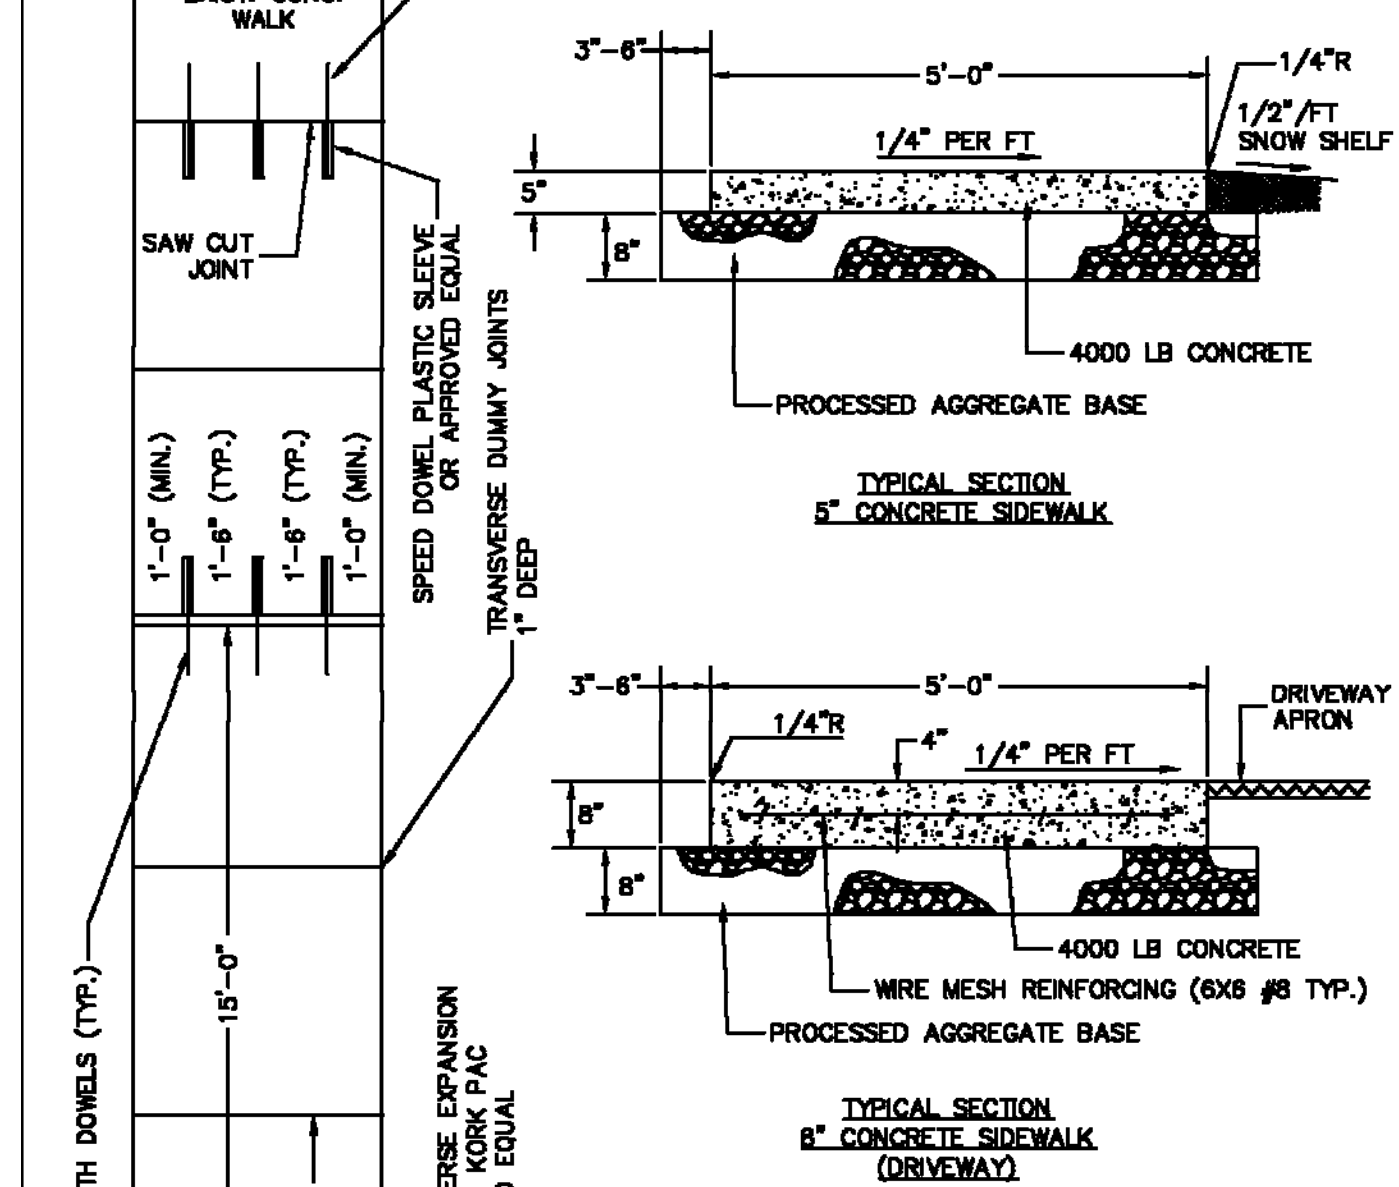 WALK
SAW CUT
JOINT
1'-0" (MIN.)
1'-6" (TYP.)
1'-6" (TYP.)
1'-0" (MIN.)
SPEED DOWEL PLASTIC SLEEVE
OR APPROVED EQUAL
TRANSVERSE DUMMY JOINTS
1" DEEP
15'-0"
DOWELS (TYP.)
EXPANSION
KORK PAC
EQUAL
3"-6"
5'-0"
1/4"R
1/2"/FT
SNOW SHELF
1/4" PER FT
5"
8"
4000 LB CONCRETE
PROCESSED AGGREGATE BASE
TYPICAL SECTION
5" CONCRETE SIDEWALK
3"-6"
5'-0"
DRIVEWAY
APRON
1/4"R
4"
1/4" PER FT
8"
8"
4000 LB CONCRETE
WIRE MESH REINFORCING (6X6 #8 TYP.)
PROCESSED AGGREGATE BASE
TYPICAL SECTION
8" CONCRETE SIDEWALK
(DRIVEWAY)